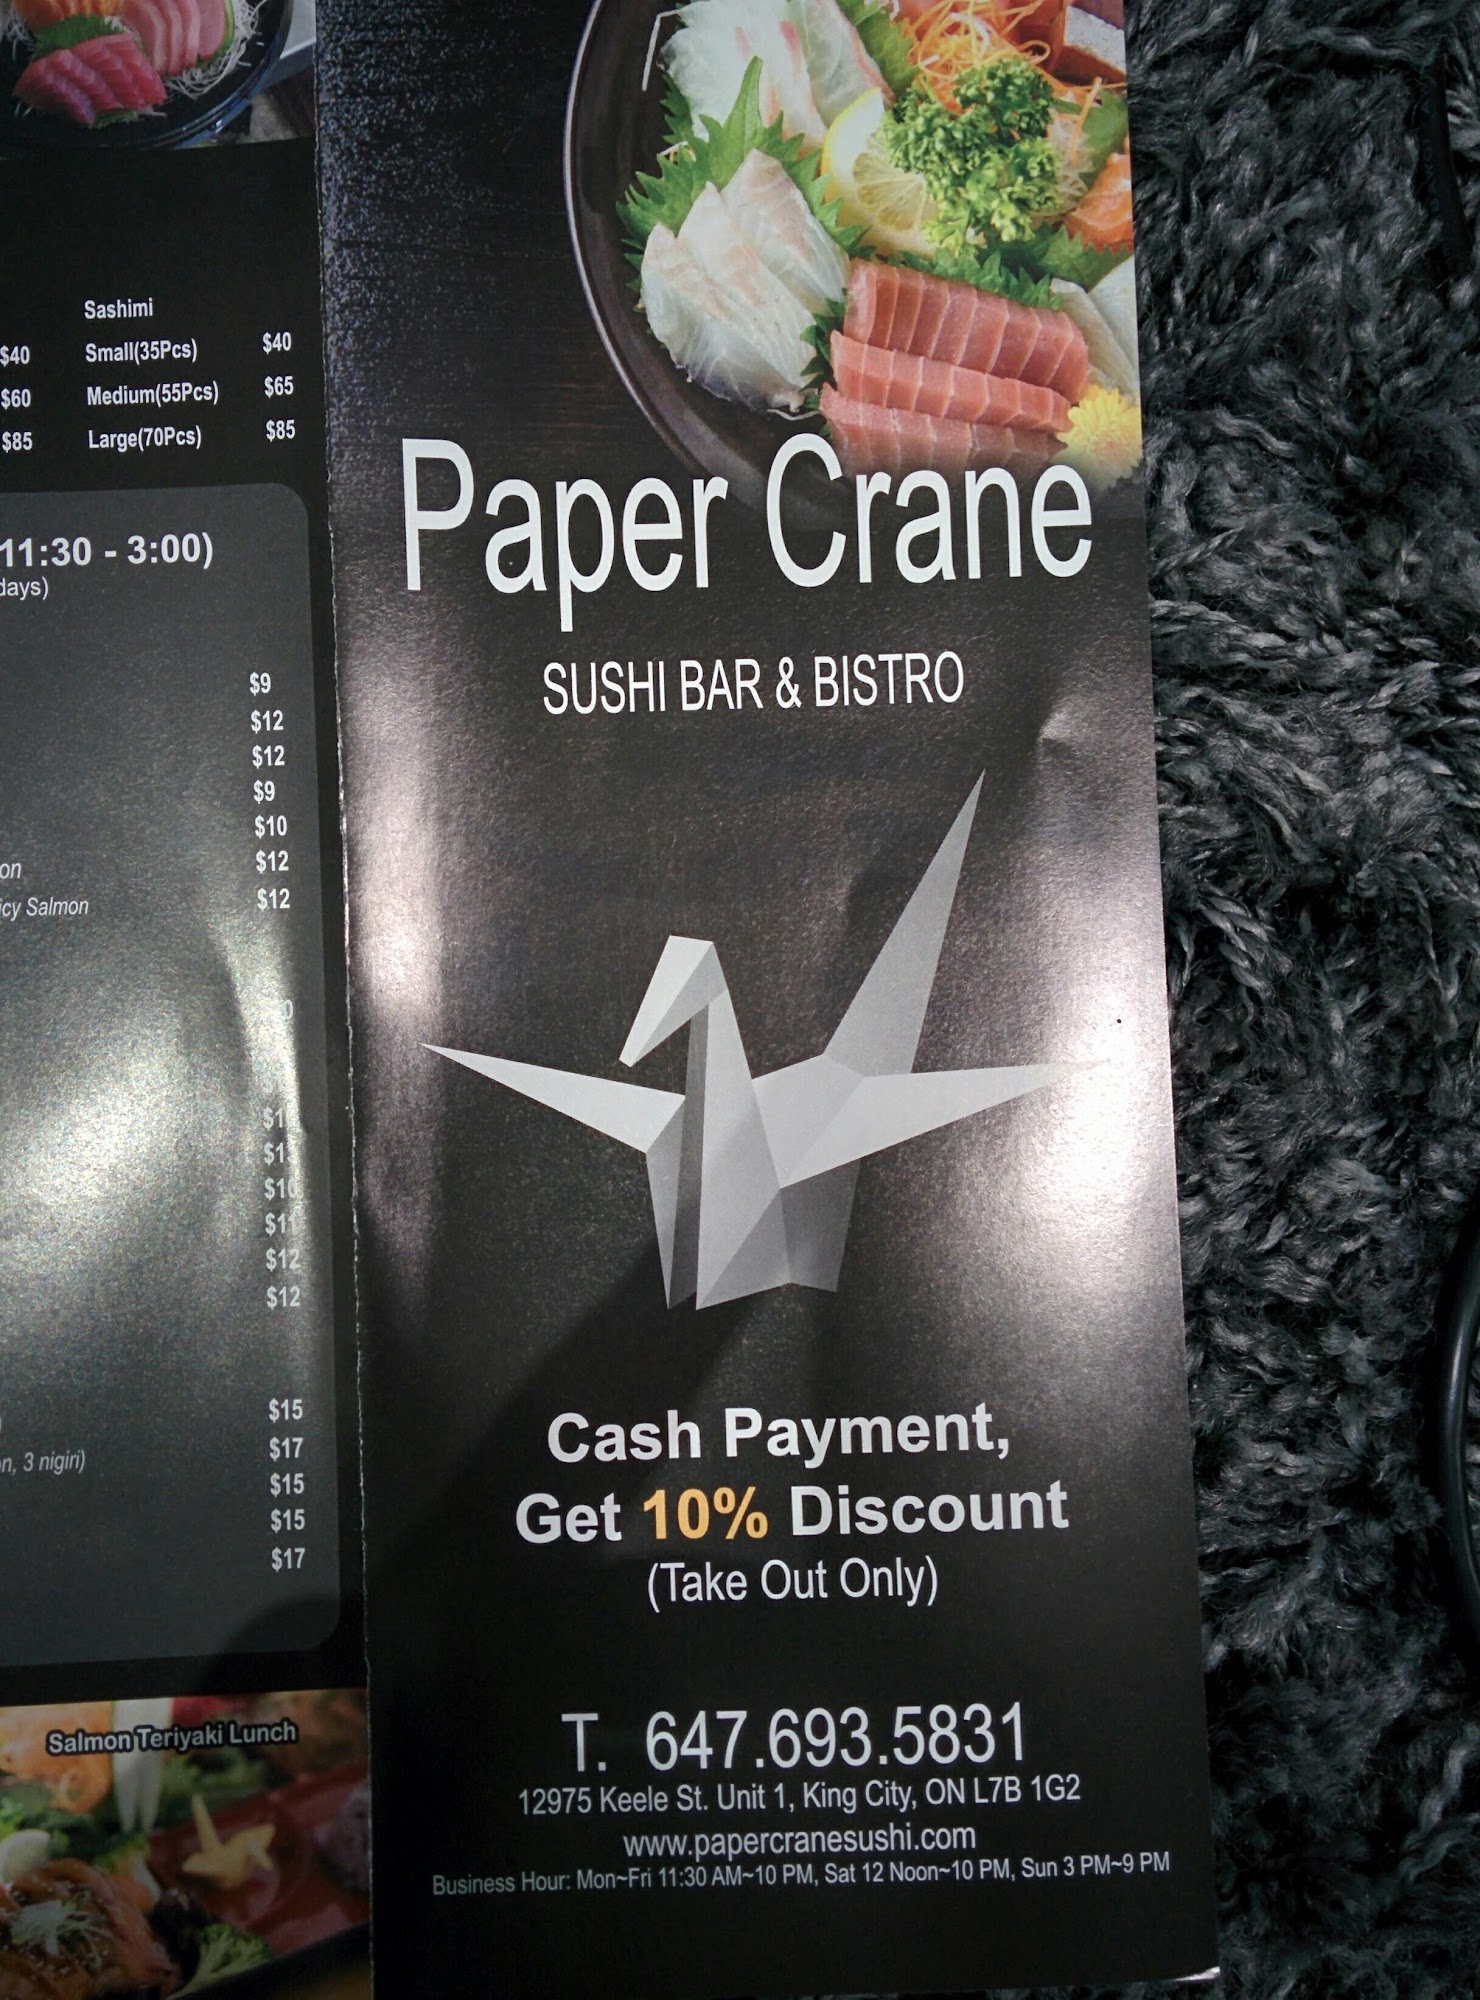 Sashimi
$40 Small(35Pcs) $40
$60 Medium(55Pcs) $65
$85 Large(70Pcs) $85
11:30 - 3:00)
days)
$9
$12
$12
$9
$10
on $12
icy Salmon $12
$12
$12
$15
n, 3 nigiri) $17
$15
$15
$17
Salmon Teriyaki Lunch
Paper Crane
SUSHI BAR & BISTRO
Cash Payment,
Get 10% Discount
(Take Out Only)
T. 647.693.5831
12975 Keele St. Unit 1, King City, ON L7B 1G2
www.papercranesushi.com
Business Hour: Mon~Fri 11:30 AM~10 PM, Sat 12 Noon~10 PM, Sun 3 PM~9 PM